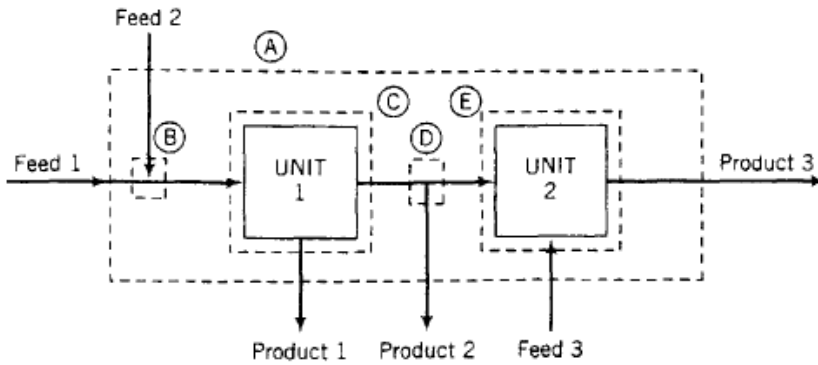 Feed 2
A
C
E
B
D
Feed 1
UNIT
1
UNIT
2
Product 3
Product 1
Product 2
Feed 3